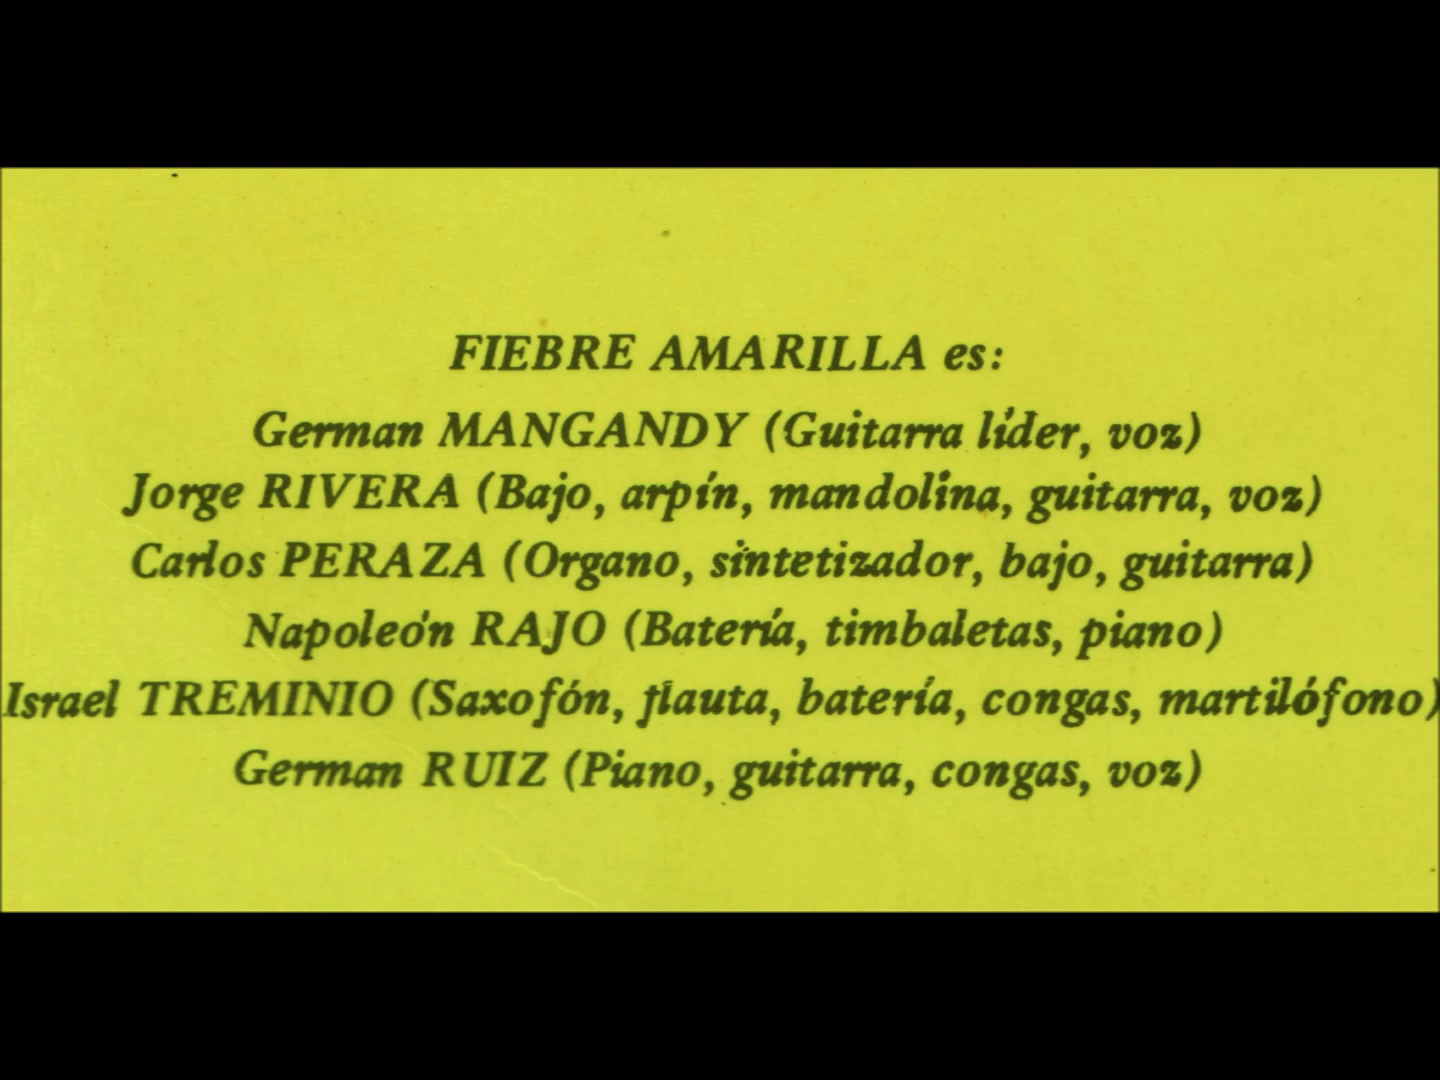 FIEBRE AMARILLA es:
German MANGANDY (Guitarra líder, voz)
Jorge RIVERA (Bajo, arpín, mandolina, guitarra, voz)
Carlos PERAZA (Organo, sintetizador, bajo, guitarra)
Napoleón RAJO (Batería, timbaletas, piano)
Israel TREMINIO (Saxofón, flauta, batería, congas, martilófono)
German RUIZ (Piano, guitarra, congas, voz)